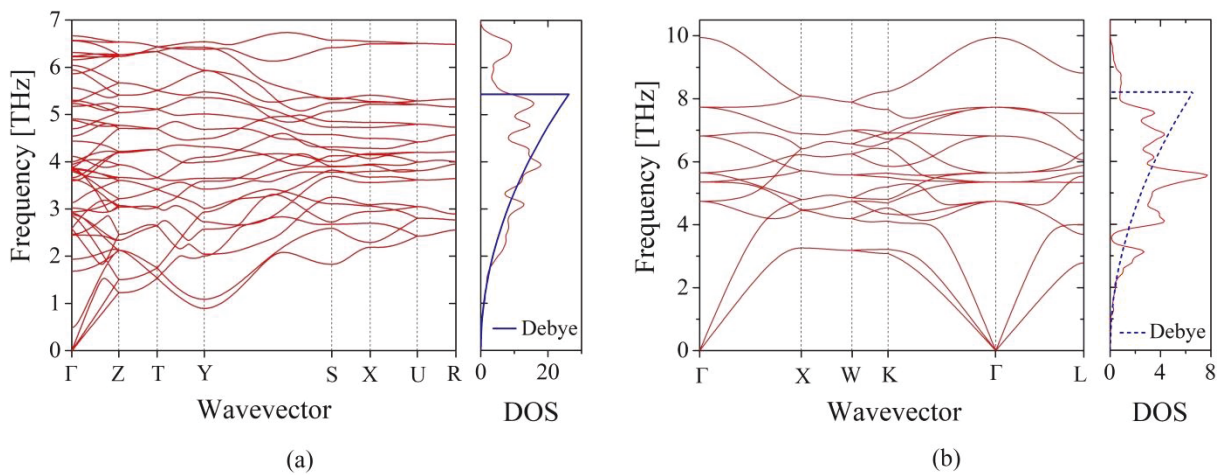 7
6
5
4
3
2
1
0
Frequency [THz]
Γ Z T Y S X U R
Wavevector
Debye
0 20
DOS
(a)
10
8
6
4
2
0
Frequency [THz]
Γ X W K Γ L
Wavevector
Debye
0 4 8
DOS
(b)